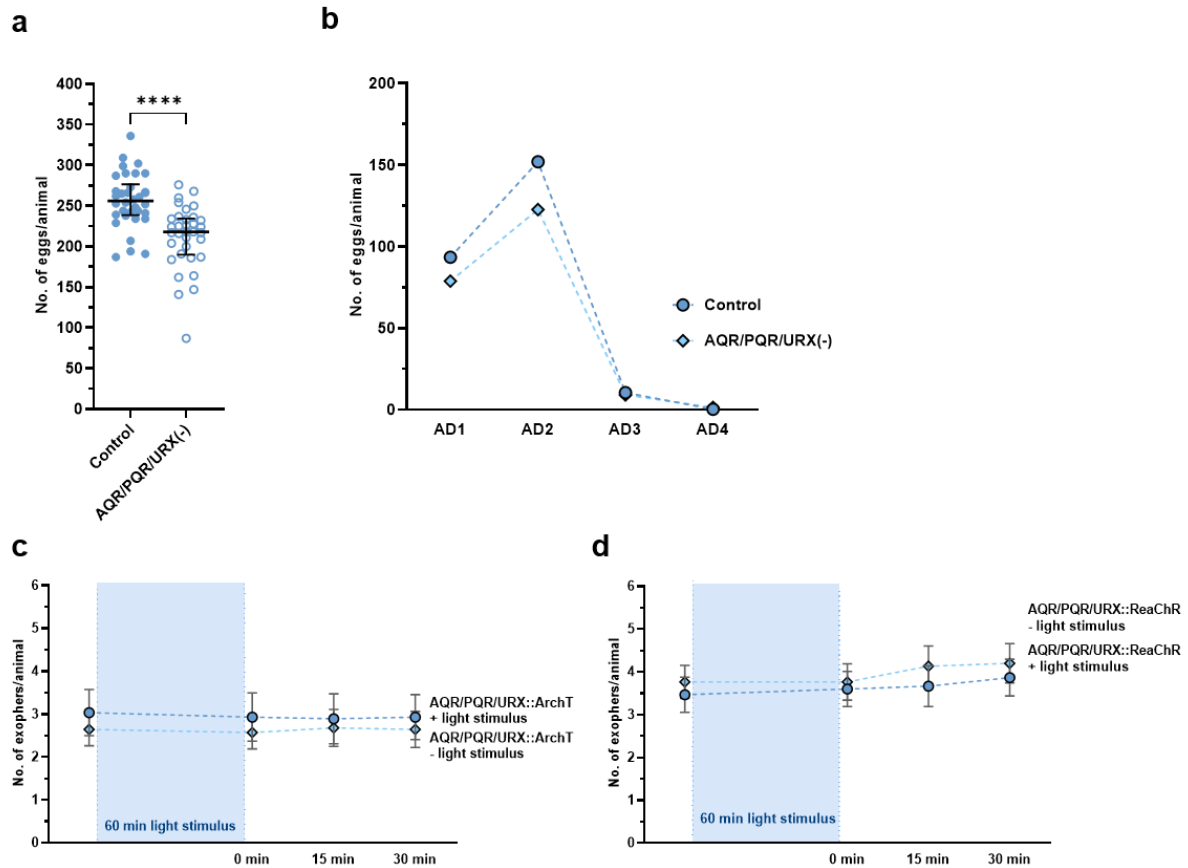 a
b
400
350
300
250
200
150
100
50
0
No. of eggs/animal
****
Control
AQR/PQR/URX(-)
200
150
100
50
0
No. of eggs/animal
AD1
AD2
AD3
AD4
Control
AQR/PQR/URX(-)
c
d
6
5
4
3
2
1
0
No. of exophers/animal
60 min light stimulus
0 min
15 min
30 min
AQR/PQR/URX::ArchT
+ light stimulus
AQR/PQR/URX::ArchT
- light stimulus
6
5
4
3
2
1
0
No. of exophers/animal
60 min light stimulus
0 min
15 min
30 min
AQR/PQR/URX::ReaChR
- light stimulus
AQR/PQR/URX::ReaChR
+ light stimulus